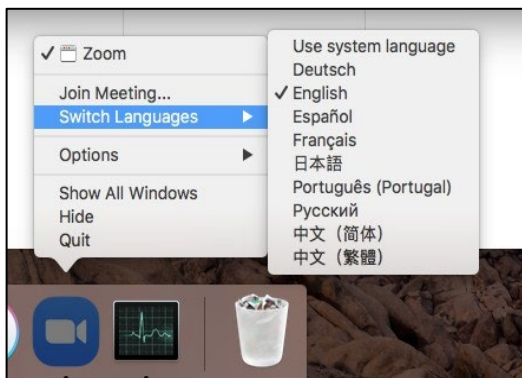 ✓ Zoom
Join Meeting...
Switch Languages
Options
Show All Windows
Hide
Quit
Use system language
Deutsch
✓ English
Español
Français
日本語
Português (Portugal)
Русский
中文（简体）
中文（繁體）